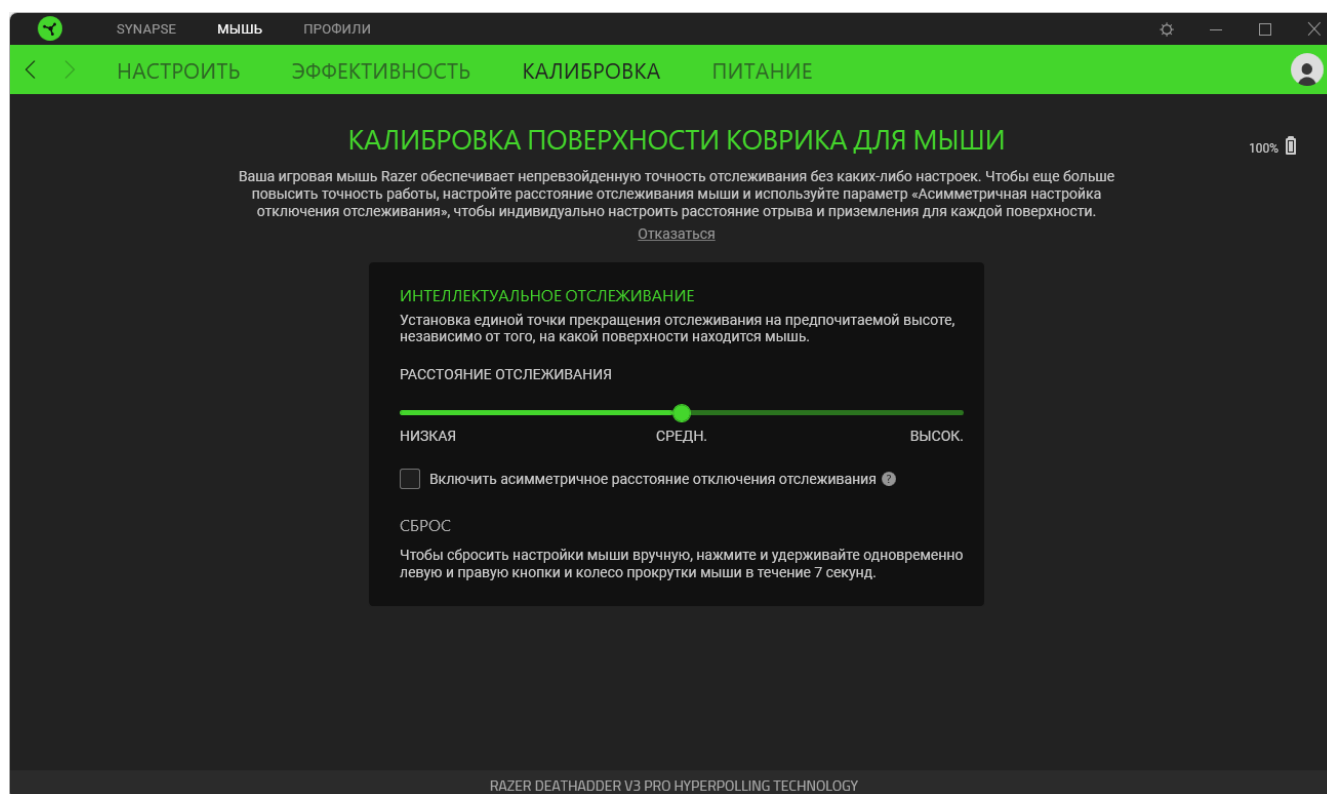 SYNAPSE МЫШЬ ПРОФИЛИ
НАСТРОИТЬ ЭФФЕКТИВНОСТЬ КАЛИБРОВКА ПИТАНИЕ
КАЛИБРОВКА ПОВЕРХНОСТИ КОВРИКА ДЛЯ МЫШИ
100%
Ваша игровая мышь Razer обеспечивает непревзойденную точность отслеживания без каких-либо настроек. Чтобы еще больше
повысить точность работы, настройте расстояние отслеживания мыши и используйте параметр «Асимметричная настройка
отключения отслеживания», чтобы индивидуально настроить расстояние отрыва и приземления для каждой поверхности.
Отказаться
ИНТЕЛЛЕКТУАЛЬНОЕ ОТСЛЕЖИВАНИЕ
Установка единой точки прекращения отслеживания на предпочитаемой высоте,
независимо от того, на какой поверхности находится мышь.
РАССТОЯНИЕ ОТСЛЕЖИВАНИЯ
НИЗКАЯ СРЕДН. ВЫСОК.
Включить асимметричное расстояние отключения отслеживания ?
СБРОС
Чтобы сбросить настройки мыши вручную, нажмите и удерживайте одновременно
левую и правую кнопки и колесо прокрутки мыши в течение 7 секунд.
RAZER DEATHADDER V3 PRO HYPERPOLLING TECHNOLOGY